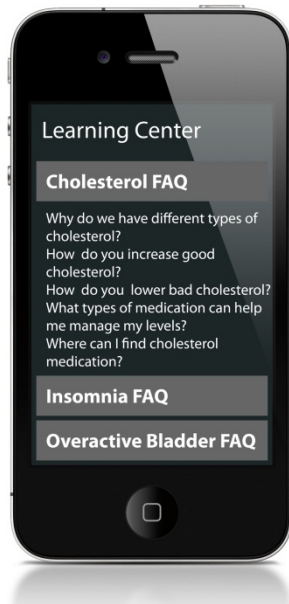 Learning Center
Cholesterol FAQ
Why do we have different types of
cholesterol?
How do you increase good
cholesterol?
How do you lower bad cholesterol?
What types of medication can help
me manage my levels?
Where can I find cholesterol
medication?
Insomnia FAQ
Overactive Bladder FAQ